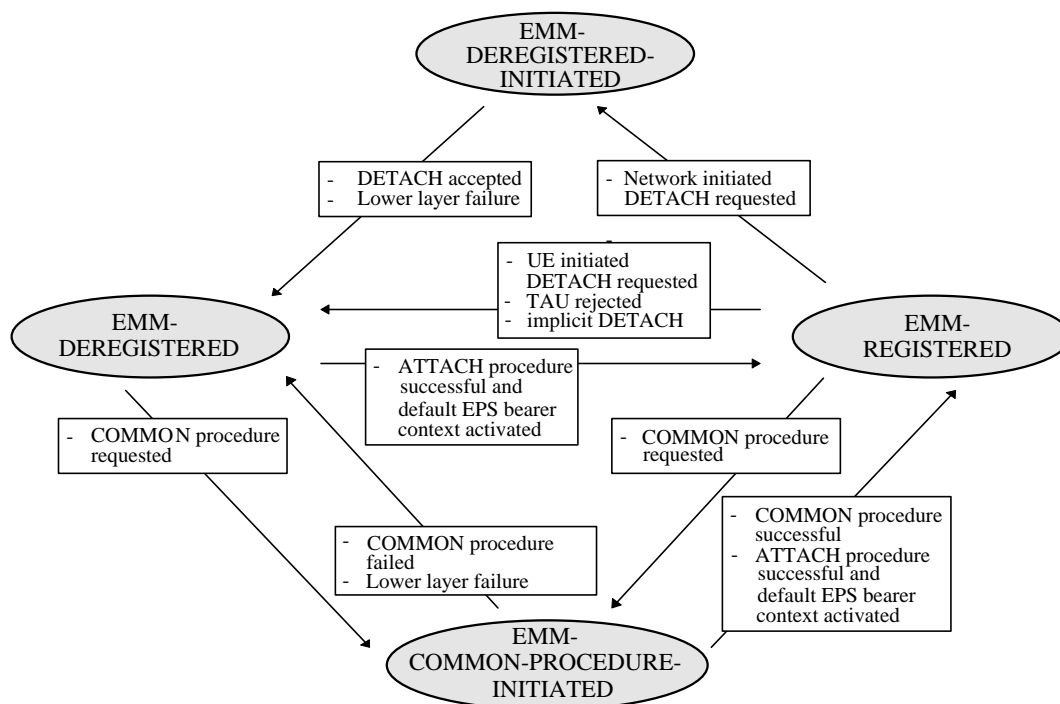 EMM-
DEREGISTERED-
INITIATED
- DETACH accepted
- Lower layer failure
- Network initiated
DETACH requested
- UE initiated
DETACH requested
- TAU rejected
- implicit DETACH
EMM-
DEREGISTERED
EMM-
REGISTERED
- ATTACH procedure
successful and
default EPS bearer
context activated
- COMMON procedure
requested
- COMMON procedure
requested
- COMMON procedure
failed
- Lower layer failure
- COMMON procedure
successful
- ATTACH procedure
successful and
default EPS bearer
context activated
EMM-
COMMON-PROCEDURE-
INITIATED